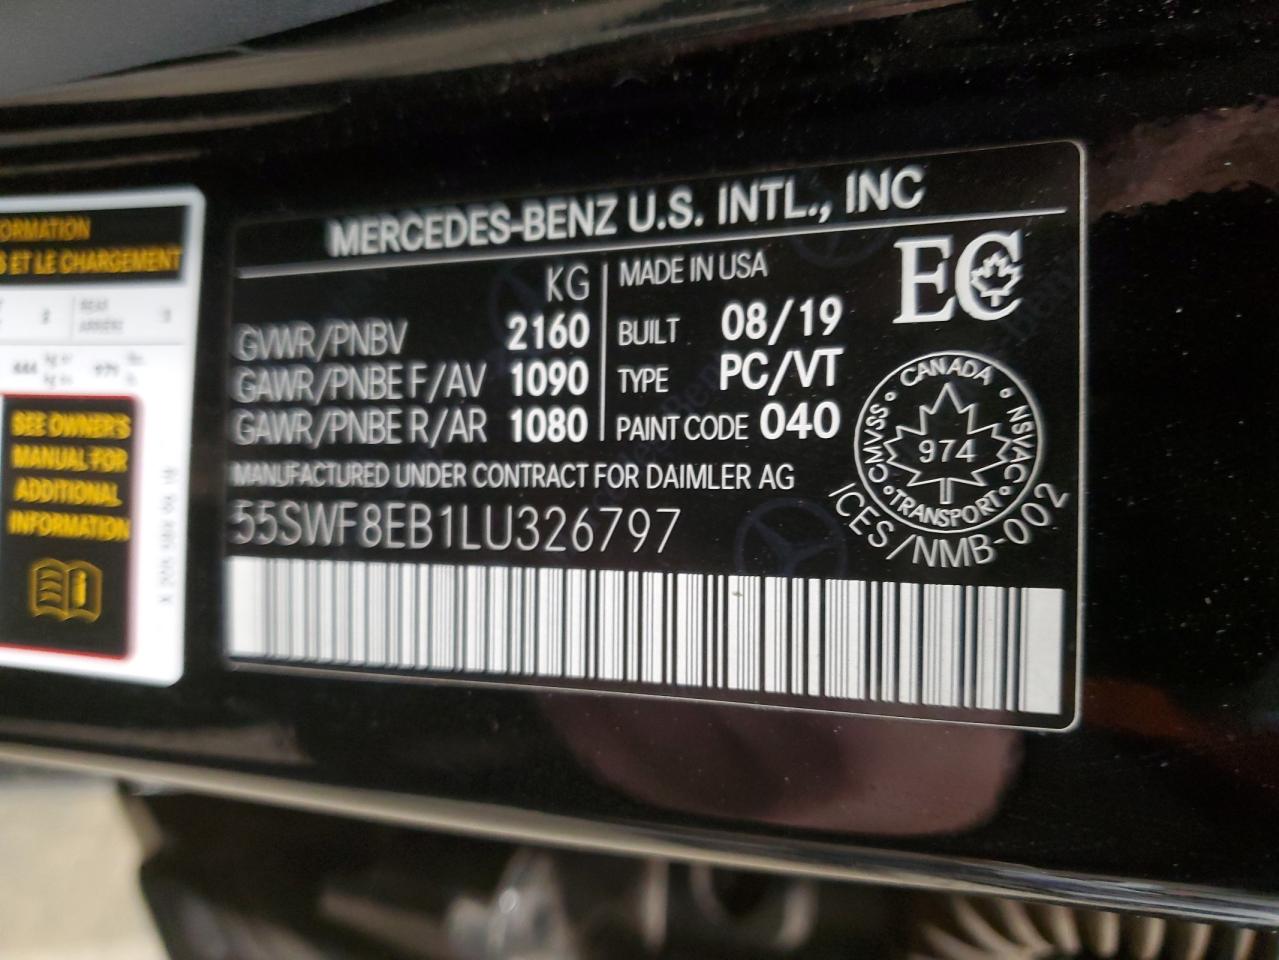 ORMATION
S ET LE CHARGEMENT
REAR
ARRIÈRE
SEE OWNER'S
MANUAL FOR
ADDITIONAL
INFORMATION
MERCEDES-BENZ U.S. INTL., INC
KG
GVWR/PNBV 2160
GAWR/PNBE F/AV 1090
GAWR/PNBE R/AR 1080
MADE IN USA
BUILT 08/19
TYPE PC/VT
PAINT CODE 040
EC
MANUFACTURED UNDER CONTRACT FOR DAIMLER AG
55SWF8EB1LU326797
CANADA
CMVSS NSVAC
974
TRANSPORT
ICES/NMB-002